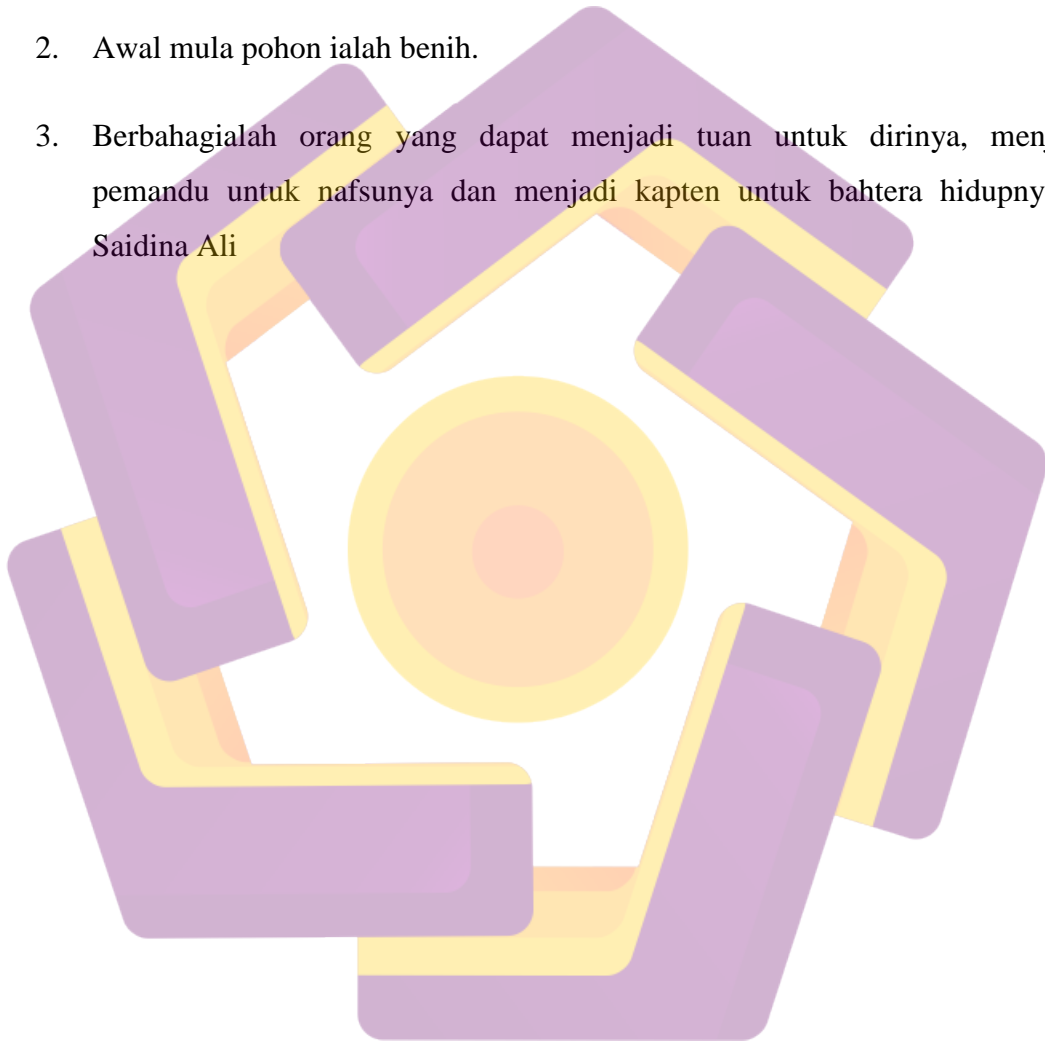 2. Awal mula pohon ialah benih.
3. Berbahagialah orang yang dapat menjadi tuan untuk dirinya,
pemandu untuk nafsunya dan menjadi kapten untuk bahtera
Saidina Ali